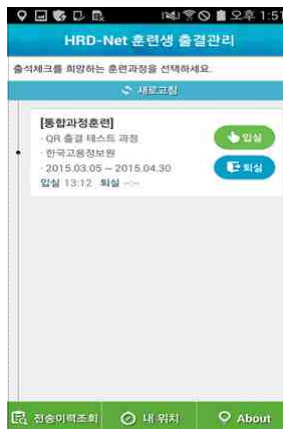 오후 1:51
HRD-Net 훈련생 출결관리
출석체크를 희망하는 훈련과정을 선택하세요.
새로고침
[통합과정훈련]
· QR 출결 테스트 과정
· 한국고용정보원
· 2015.03.05 ~ 2015.04.30
입실 13:12 퇴실 --:--
입실
퇴실
전송이력조회 내 위치 About